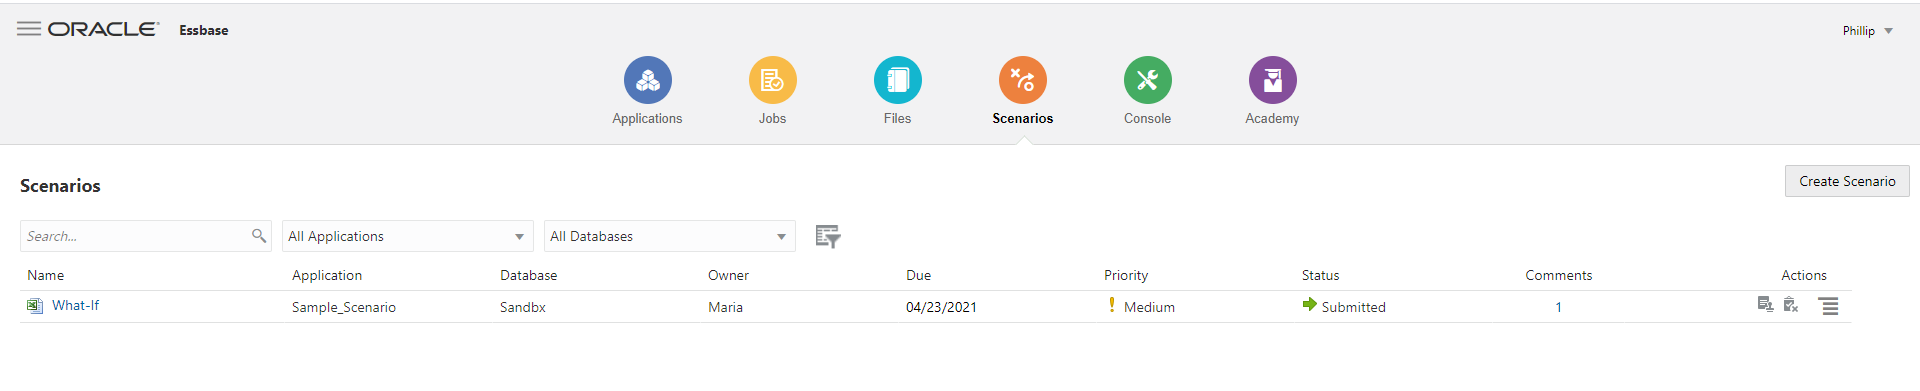 ORACLE® Essbase
Phillip
Applications Jobs Files Scenarios Console Academy
Scenarios
Create Scenario
Search... All Applications All Databases
Name Application Database Owner Due Priority Status Comments Actions
What-If Sample_Scenario Sandbx Maria 04/23/2021 Medium Submitted 1